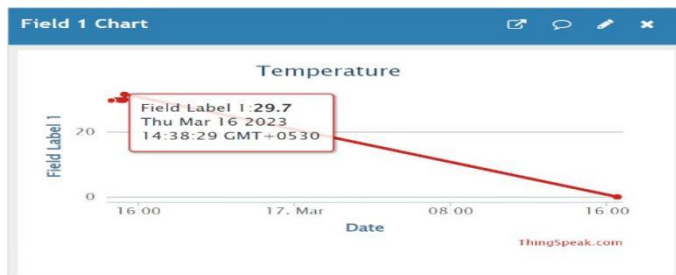 Field 1 Chart
Temperature
Field Label 1
20
0
Field Label 1:29.7
Thu Mar 16 2023
14:38:29 GMT+0530
16:00
17. Mar
08:00
16:00
Date
ThingSpeak.com